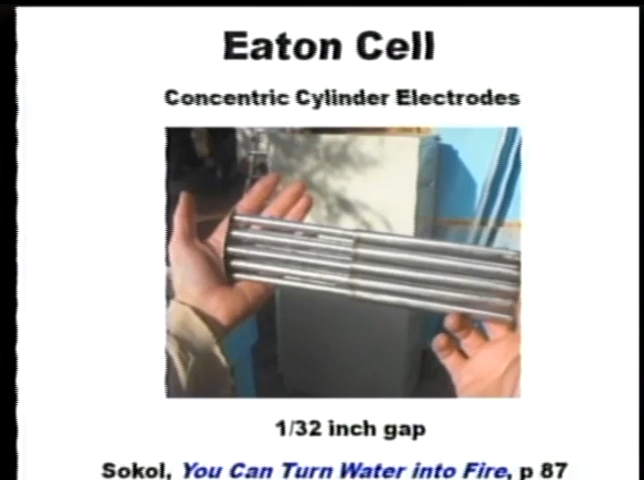 Eaton Cell
Concentric Cylinder Electrodes
1/32 inch gap
Sokol, You Can Turn Water into Fire, p 87